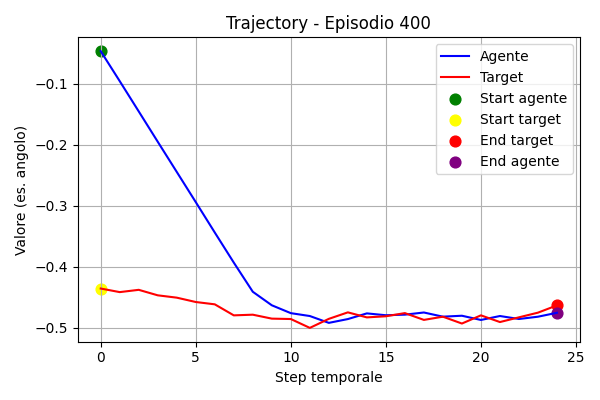 Trajectory - Episodio 400
Agente
Target
Start agente
Start target
End target
End agente
Valore (es. angolo)
−0.1
−0.2
−0.3
−0.4
−0.5
0
5
10
15
20
25
Step temporale